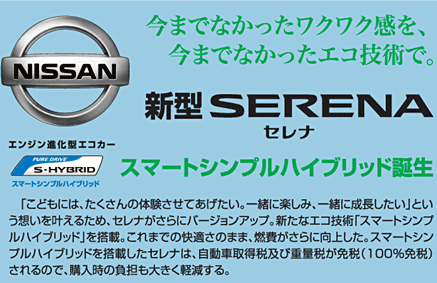 今までなかったワクワク感を、
今までなかったエコ技術で。
NISSAN
新型 SERENA
セレナ
エンジン進化型エコカー
PURE DRIVE
S-HYBRID
スマートシンプルハイブリッド
スマートシンプルハイブリッド誕生
「こどもには、たくさんの体験させてあげたい。一緒に楽しみ、一緒に成長したい」とい
う想いを叶えるため、セレナがさらにバージョンアップ。新たなエコ技術「スマートシンプ
ルハイブリッド」を搭載。これまでの快適さのまま、燃費がさらに向上した。スマートシン
プルハイブリッドを搭載したセレナは、自動車取得税及び重量税が免税(100%免税)
されるので、購入時の負担も大きく軽減する。